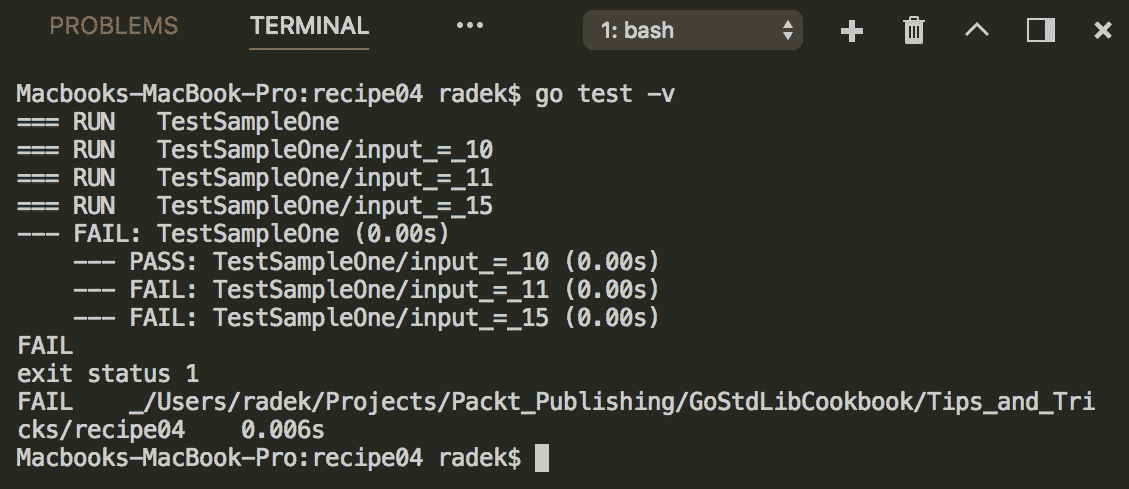 PROBLEMS TERMINAL ••• 1: bash
Macbooks-MacBook-Pro:recipe04 radek$ go test -v
=== RUN   TestSampleOne
=== RUN   TestSampleOne/input_=_10
=== RUN   TestSampleOne/input_=_11
=== RUN   TestSampleOne/input_=_15
--- FAIL: TestSampleOne (0.00s)
    --- PASS: TestSampleOne/input_=_10 (0.00s)
    --- FAIL: TestSampleOne/input_=_11 (0.00s)
    --- FAIL: TestSampleOne/input_=_15 (0.00s)
FAIL
exit status 1
FAIL    _/Users/radek/Projects/Packt_Publishing/GoStdLibCookbook/Tips_and_Tri
cks/recipe04    0.006s
Macbooks-MacBook-Pro:recipe04 radek$